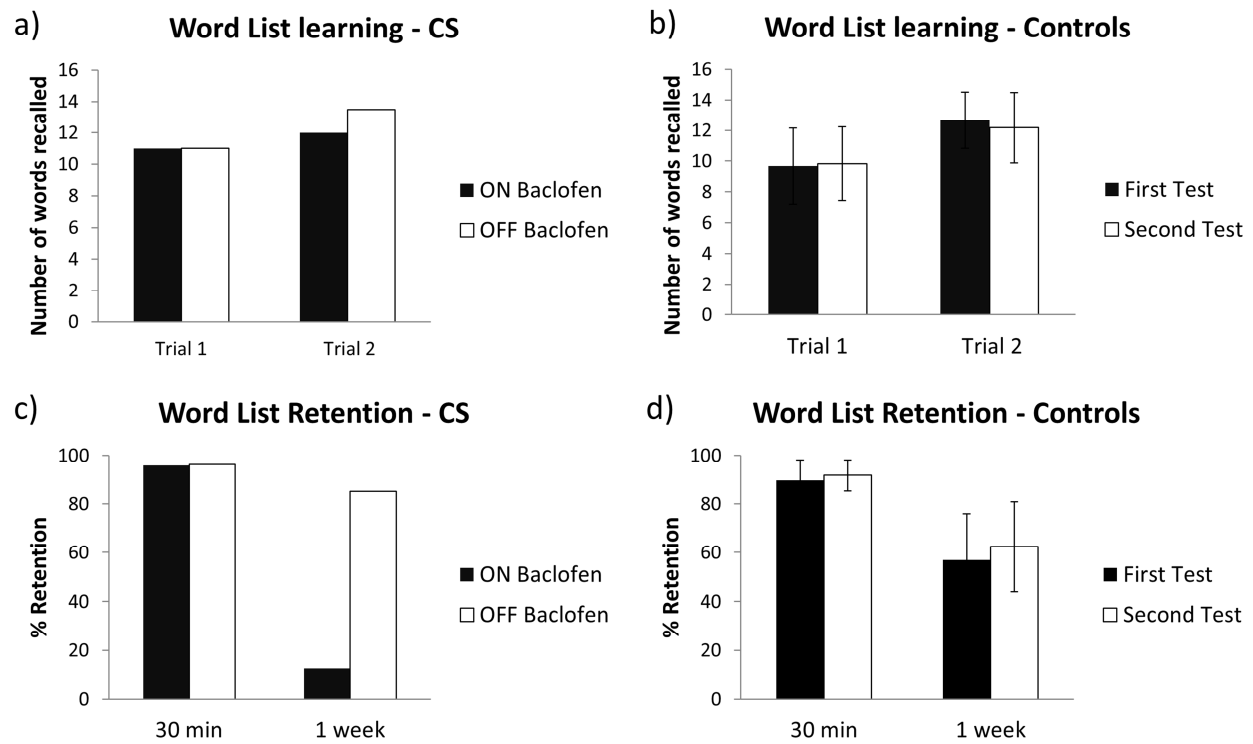 a)
Word List learning - CS
Number of words recalled
16
14
12
10
8
6
4
2
0
Trial 1
Trial 2
ON Baclofen
OFF Baclofen
b)
Word List learning - Controls
Number of words recalled
16
14
12
10
8
6
4
2
0
Trial 1
Trial 2
First Test
Second Test
c)
Word List Retention - CS
% Retention
100
80
60
40
20
0
30 min
1 week
ON Baclofen
OFF Baclofen
d)
Word List Retention - Controls
% Retention
100
80
60
40
20
0
30 min
1 week
First Test
Second Test